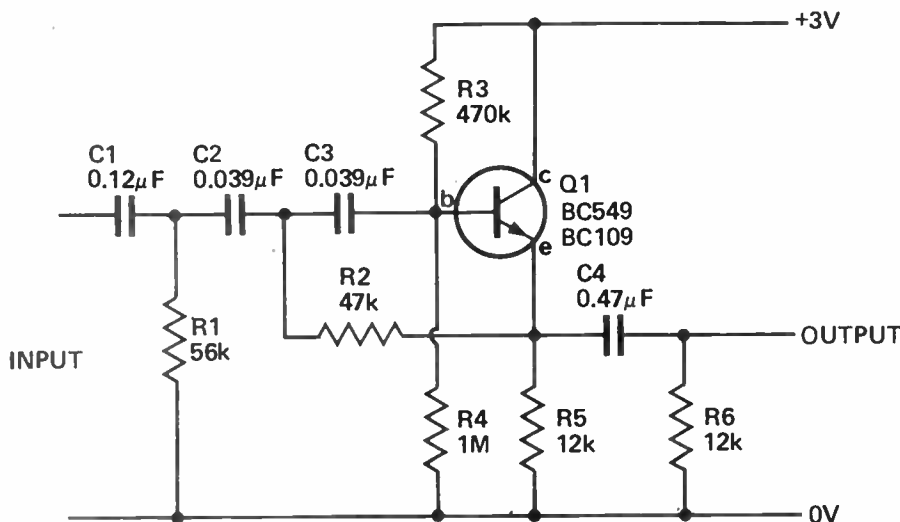 +3V
R3
470k
C1
0.12μF
C2
0.039μF
C3
0.039μF
b
c
Q1
BC549
BC109
e
R2
47k
C4
0.47μF
INPUT
R1
56k
OUTPUT
R4
1M
R5
12k
R6
12k
0V